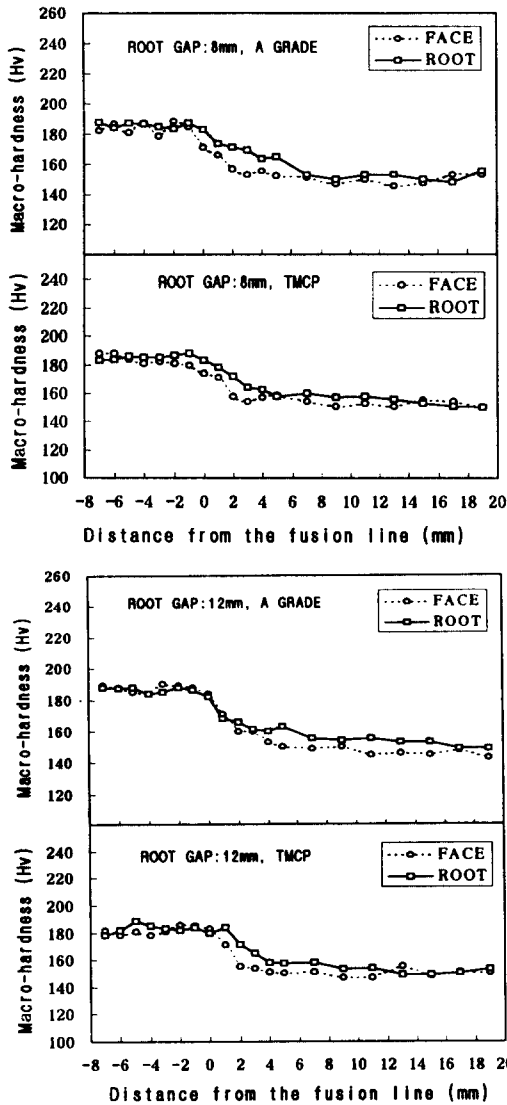 260
240
220
200
180
160
140
120
Macro-hardness (Hv)
ROOT GAP:8mm, A GRADE
FACE
ROOT
240
220
200
180
160
140
120
100
Macro-hardness (Hv)
ROOT GAP:8mm, TMCP
FACE
ROOT
-8 -6 -4 -2 0 2 4 6 8 10 12 14 16 18 20
Distance from the fusion line (mm)
260
240
220
200
180
160
140
120
Macro-hardness (Hv)
ROOT GAP:12mm, A GRADE
FACE
ROOT
240
220
200
180
160
140
120
100
Macro-hardness (Hv)
ROOT GAP:12mm, TMCP
FACE
ROOT
-8 -6 -4 -2 0 2 4 6 8 10 12 14 16 18 20
Distance from the fusion line (mm)